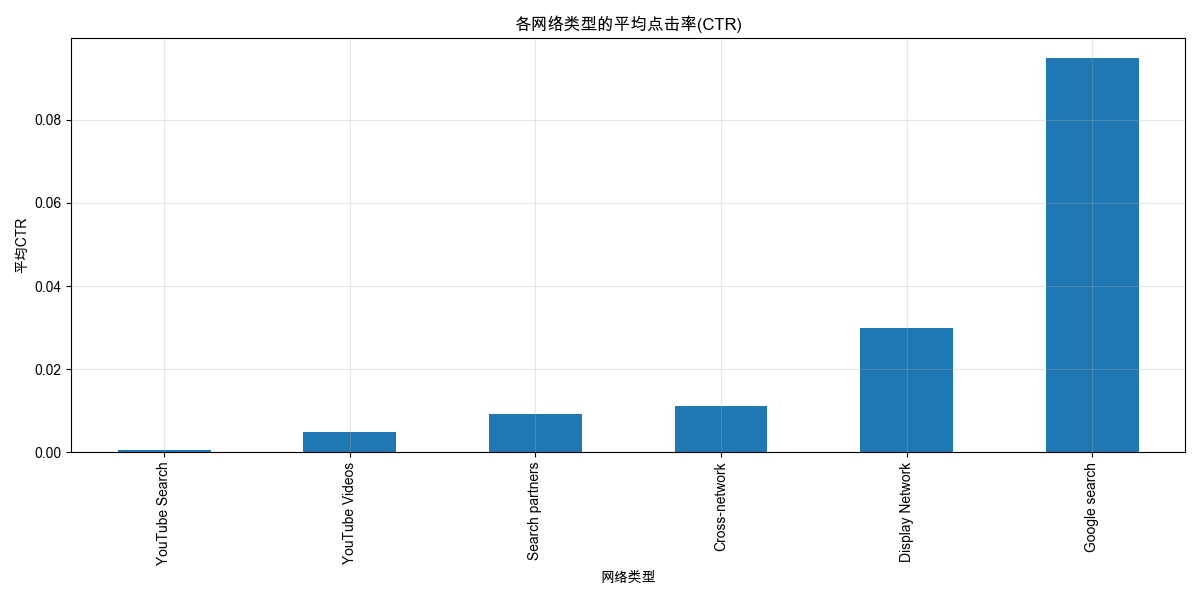 各网络类型的平均点击率(CTR)
平均CTR
0.08
0.06
0.04
0.02
0.00
YouTube Search
YouTube Videos
Search partners
Cross-network
Display Network
Google search
网络类型